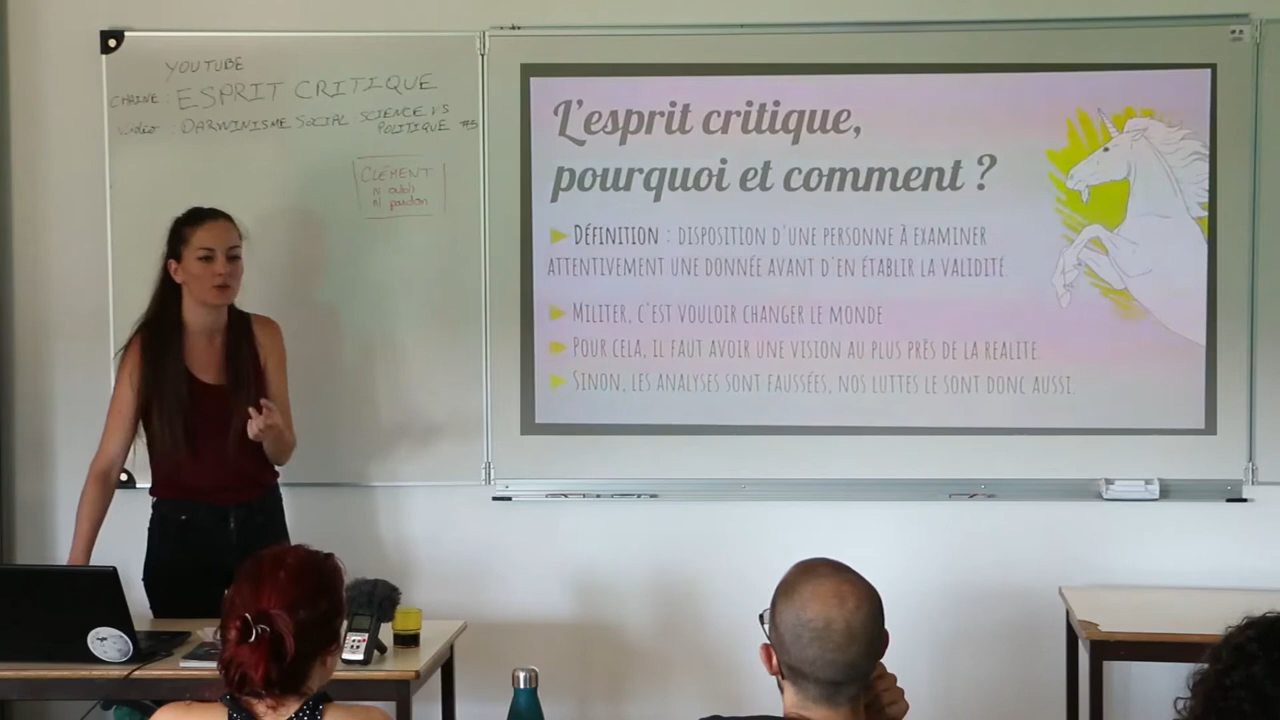 YOUTUBE
CHAINE : ESPRIT CRITIQUE
vidéo : DARWINISME SOCIAL SCIENCE VS
POLITIQUE #3
CLÉMENT
Ni oubli
Ni pardon
L'esprit critique,
pourquoi et comment ?
► Définition : disposition d'une personne à examiner
attentivement une donnée avant d'en établir la validité.
► Militer, c'est vouloir changer le monde
► Pour cela, il faut avoir une vision au plus près de la realite.
► Sinon, les analyses sont faussées, nos luttes le sont donc aussi.